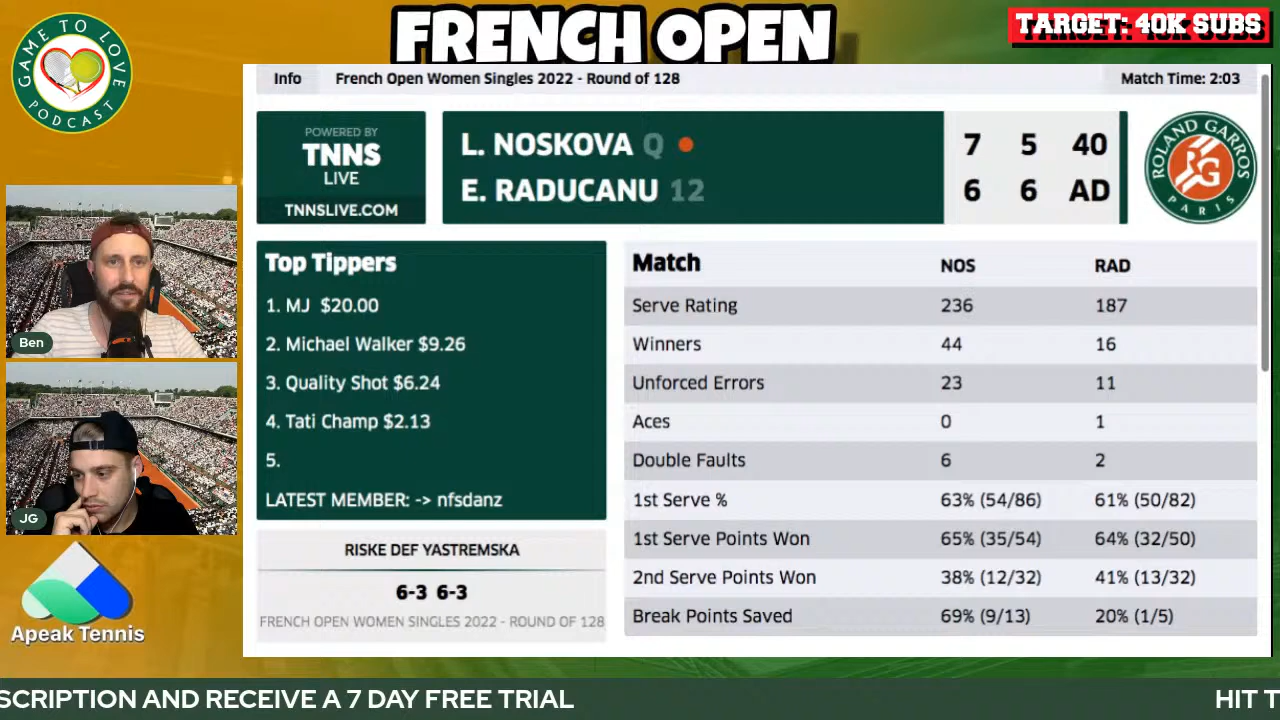 FRENCH OPEN
TARGET: 40K SUBS
GAME TO LOVE
PODCAST
Info French Open Women Singles 2022 - Round of 128 Match Time: 2:03
POWERED BY
TNNS
LIVE
TNNSLIVE.COM
L. NOSKOVA Q 7 5 40
E. RADUCANU 12 6 6 AD
ROLAND GARROS
RG
PARIS
Ben
JG
Apeak Tennis
Top Tippers
1. MJ $20.00
2. Michael Walker $9.26
3. Quality Shot $6.24
4. Tati Champ $2.13
5.
LATEST MEMBER: -> nfsdanz
RISKE DEF YASTREMSKA
6-3 6-3
FRENCH OPEN WOMEN SINGLES 2022 - ROUND OF 128
Match NOS RAD
Serve Rating 236 187
Winners 44 16
Unforced Errors 23 11
Aces 0 1
Double Faults 6 2
1st Serve % 63% (54/86) 61% (50/82)
1st Serve Points Won 65% (35/54) 64% (32/50)
2nd Serve Points Won 38% (12/32) 41% (13/32)
Break Points Saved 69% (9/13) 20% (1/5)
SCRIPTION AND RECEIVE A 7 DAY FREE TRIAL HIT T